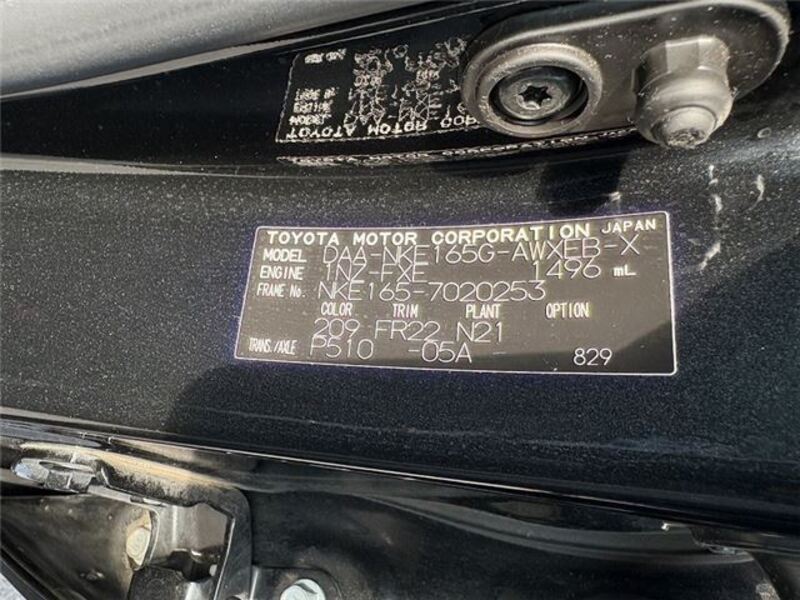 TOYOTA MOTOR CORPORATION JAPAN
MODEL DAA-NKE165G-AWXEB-X
ENGINE 1NZ-FXE 1496 mL
FRAME No. NKE165-7020253
COLOR TRIM PLANT OPTION
209 FR22 N21
TRANS./AXLE P510 -05A 829